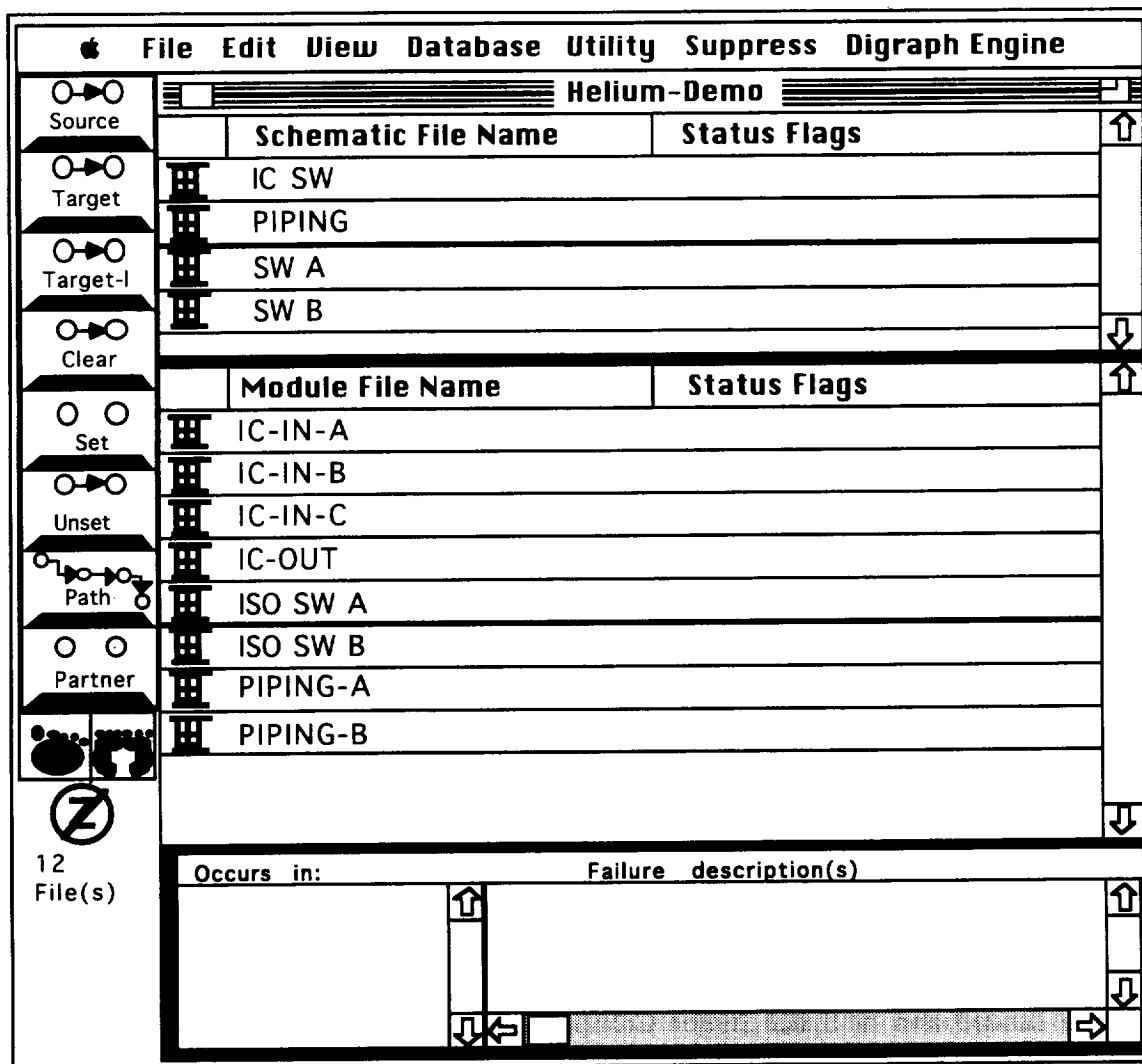 File Edit View Database Utility Suppress Digraph Engine
Helium-Demo
Source
Target
Target-I
Clear
Set
Unset
Path
Partner
Z
12
File(s)
Schematic File Name Status Flags
IC SW
PIPING
SW A
SW B
Module File Name Status Flags
IC-IN-A
IC-IN-B
IC-IN-C
IC-OUT
ISO SW A
ISO SW B
PIPING-A
PIPING-B
Occurs in: Failure description(s)